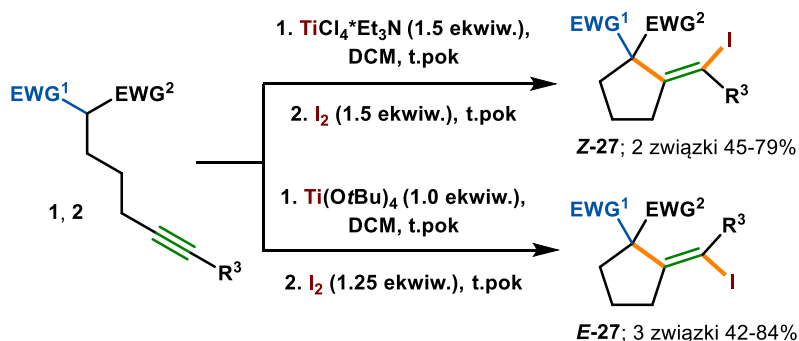 EWG¹ EWG²
1, 2
R³
1. TiCl₄*Et₃N (1.5 ekwiw.),
DCM, t.pok
2. I₂ (1.5 ekwiw.), t.pok
EWG¹ EWG²
I
R³
Z-27; 2 związki 45-79%
1. Ti(OtBu)₄ (1.0 ekwiw.),
DCM, t.pok
2. I₂ (1.25 ekwiw.), t.pok
EWG¹ EWG²
R³
I
E-27; 3 związki 42-84%